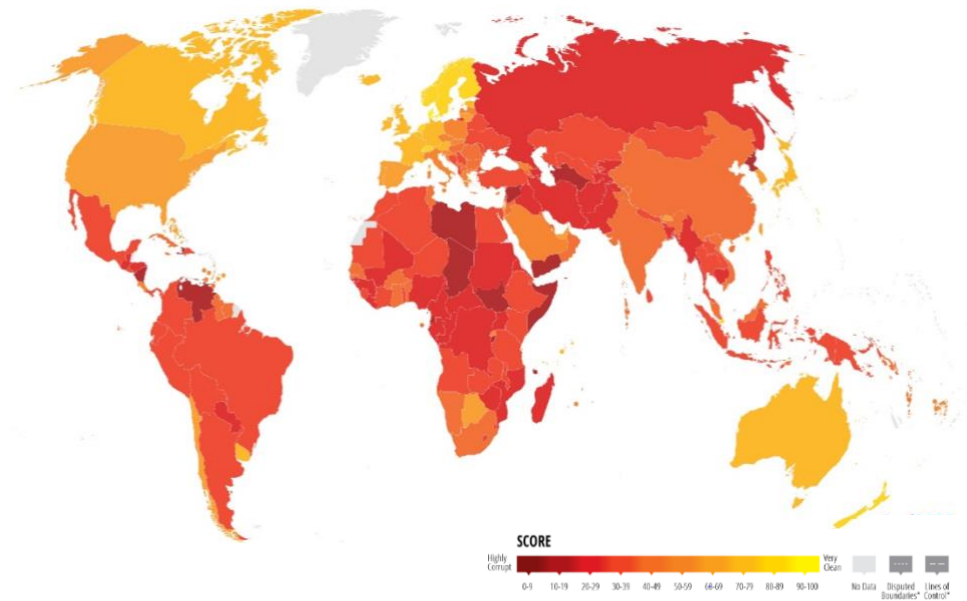 SCORE
Highly
Corrupt
0-9 10-19 20-29 30-39 40-49 50-59 66-69 70-79 80-89 90-100
Very
Clean
No Data
Disputed
Boundaries*
Lines of
Control*